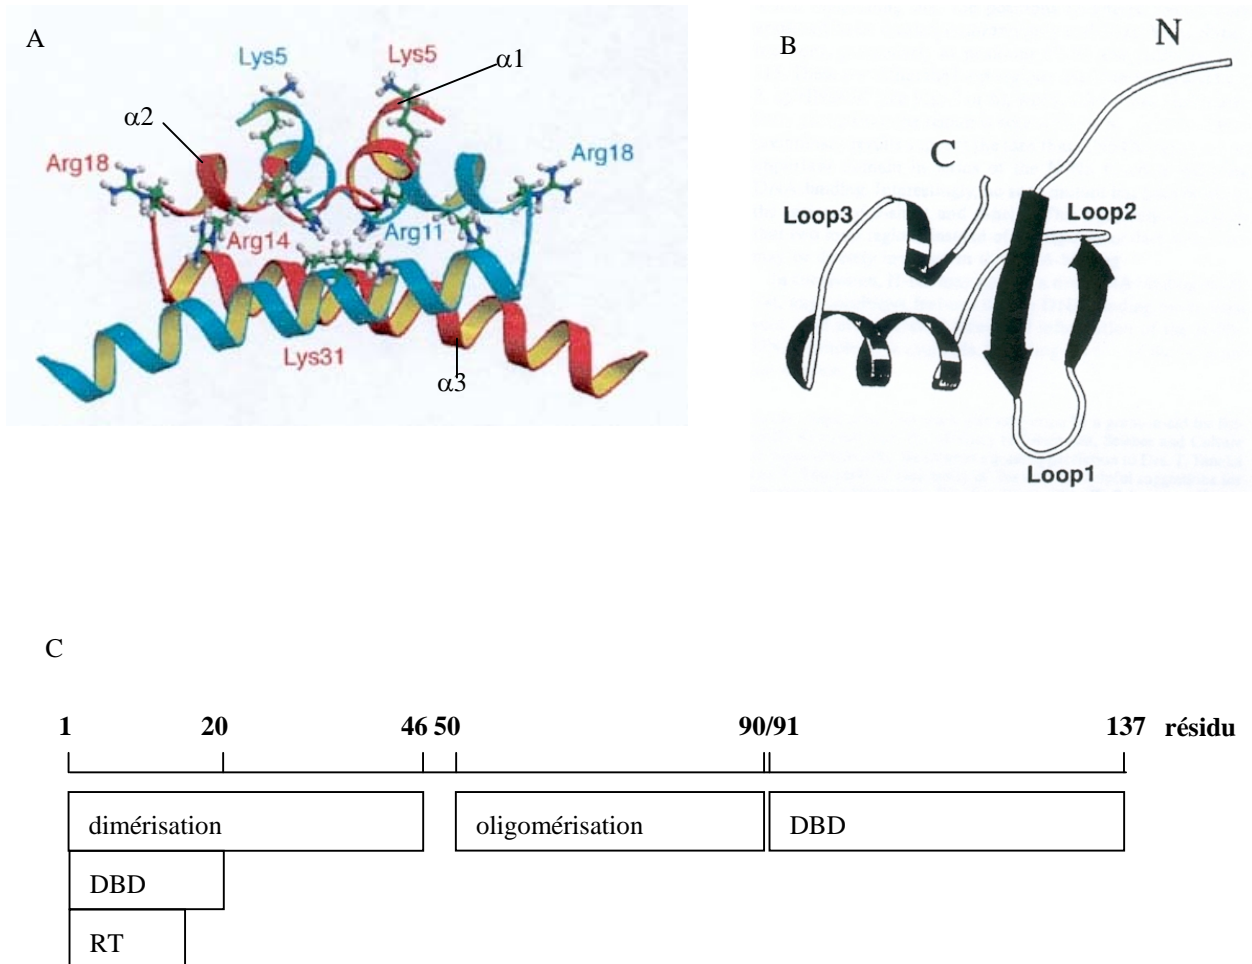 A
Lys5
Lys5
α1
α2
Arg18
Arg18
Arg14
Arg11
Lys31
α3
B
N
C
Loop3
Loop2
Loop1
C
1 20 46 50 90/91 137 résidu
dimérisation oligomérisation DBD
DBD
RT